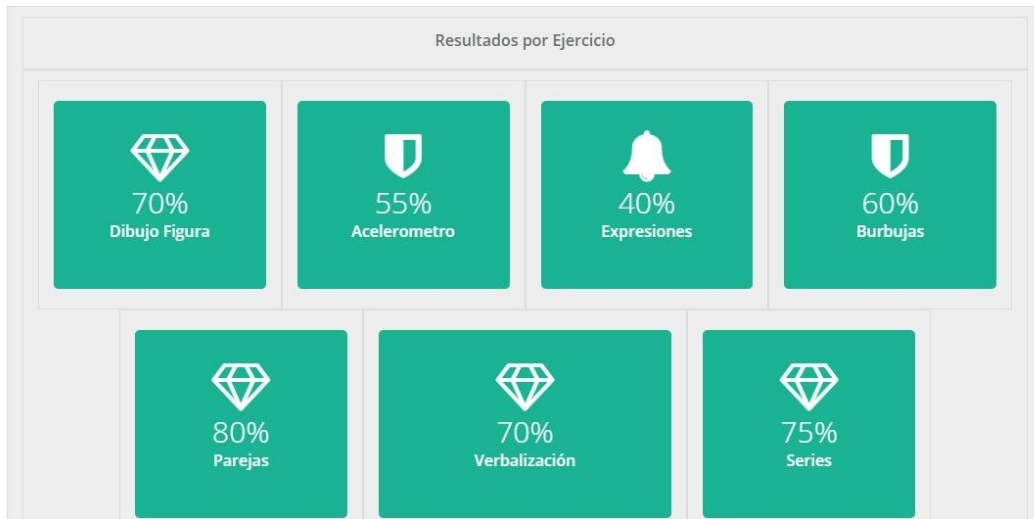 Resultados por Ejercicio
70%
Dibujo Figura
55%
Acelerometro
40%
Expresiones
60%
Burbujas
80%
Parejas
70%
Verbalización
75%
Series